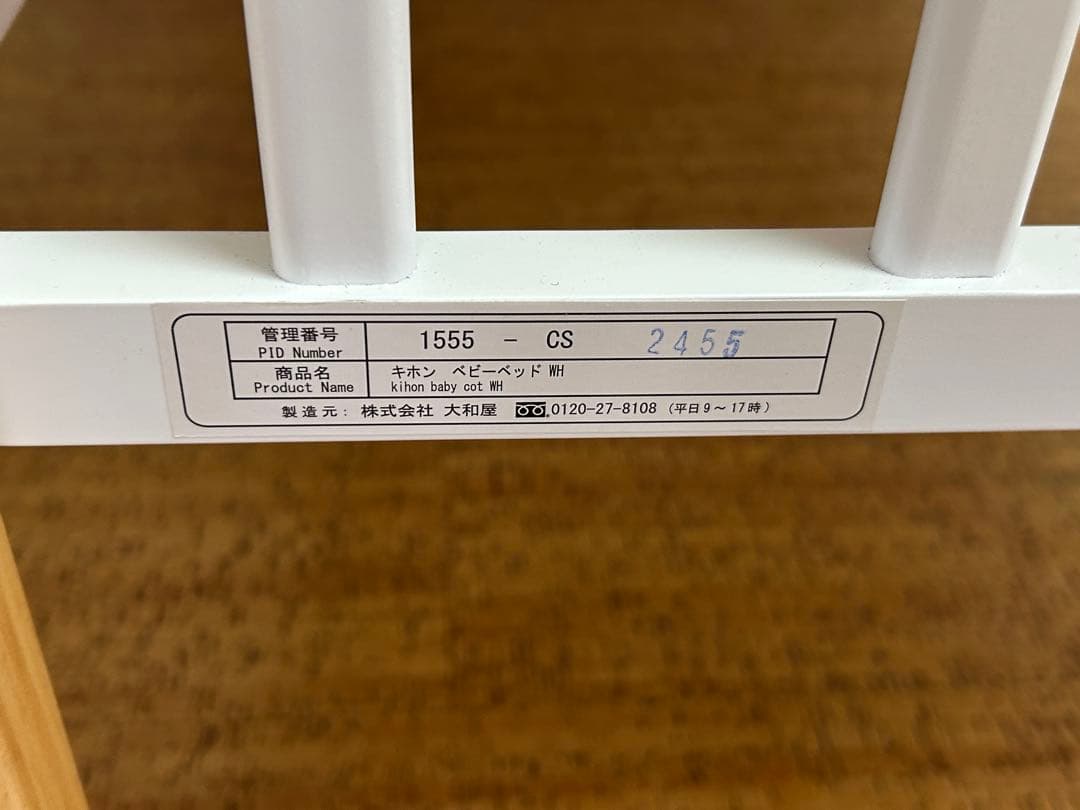 管理番号 1555 - CS 2455
PID Number
商品名 キホン ベビーベッド WH
Product Name kihon baby cot WH
製造元: 株式会社 大和屋 0120-27-8108 (平日9~17時)